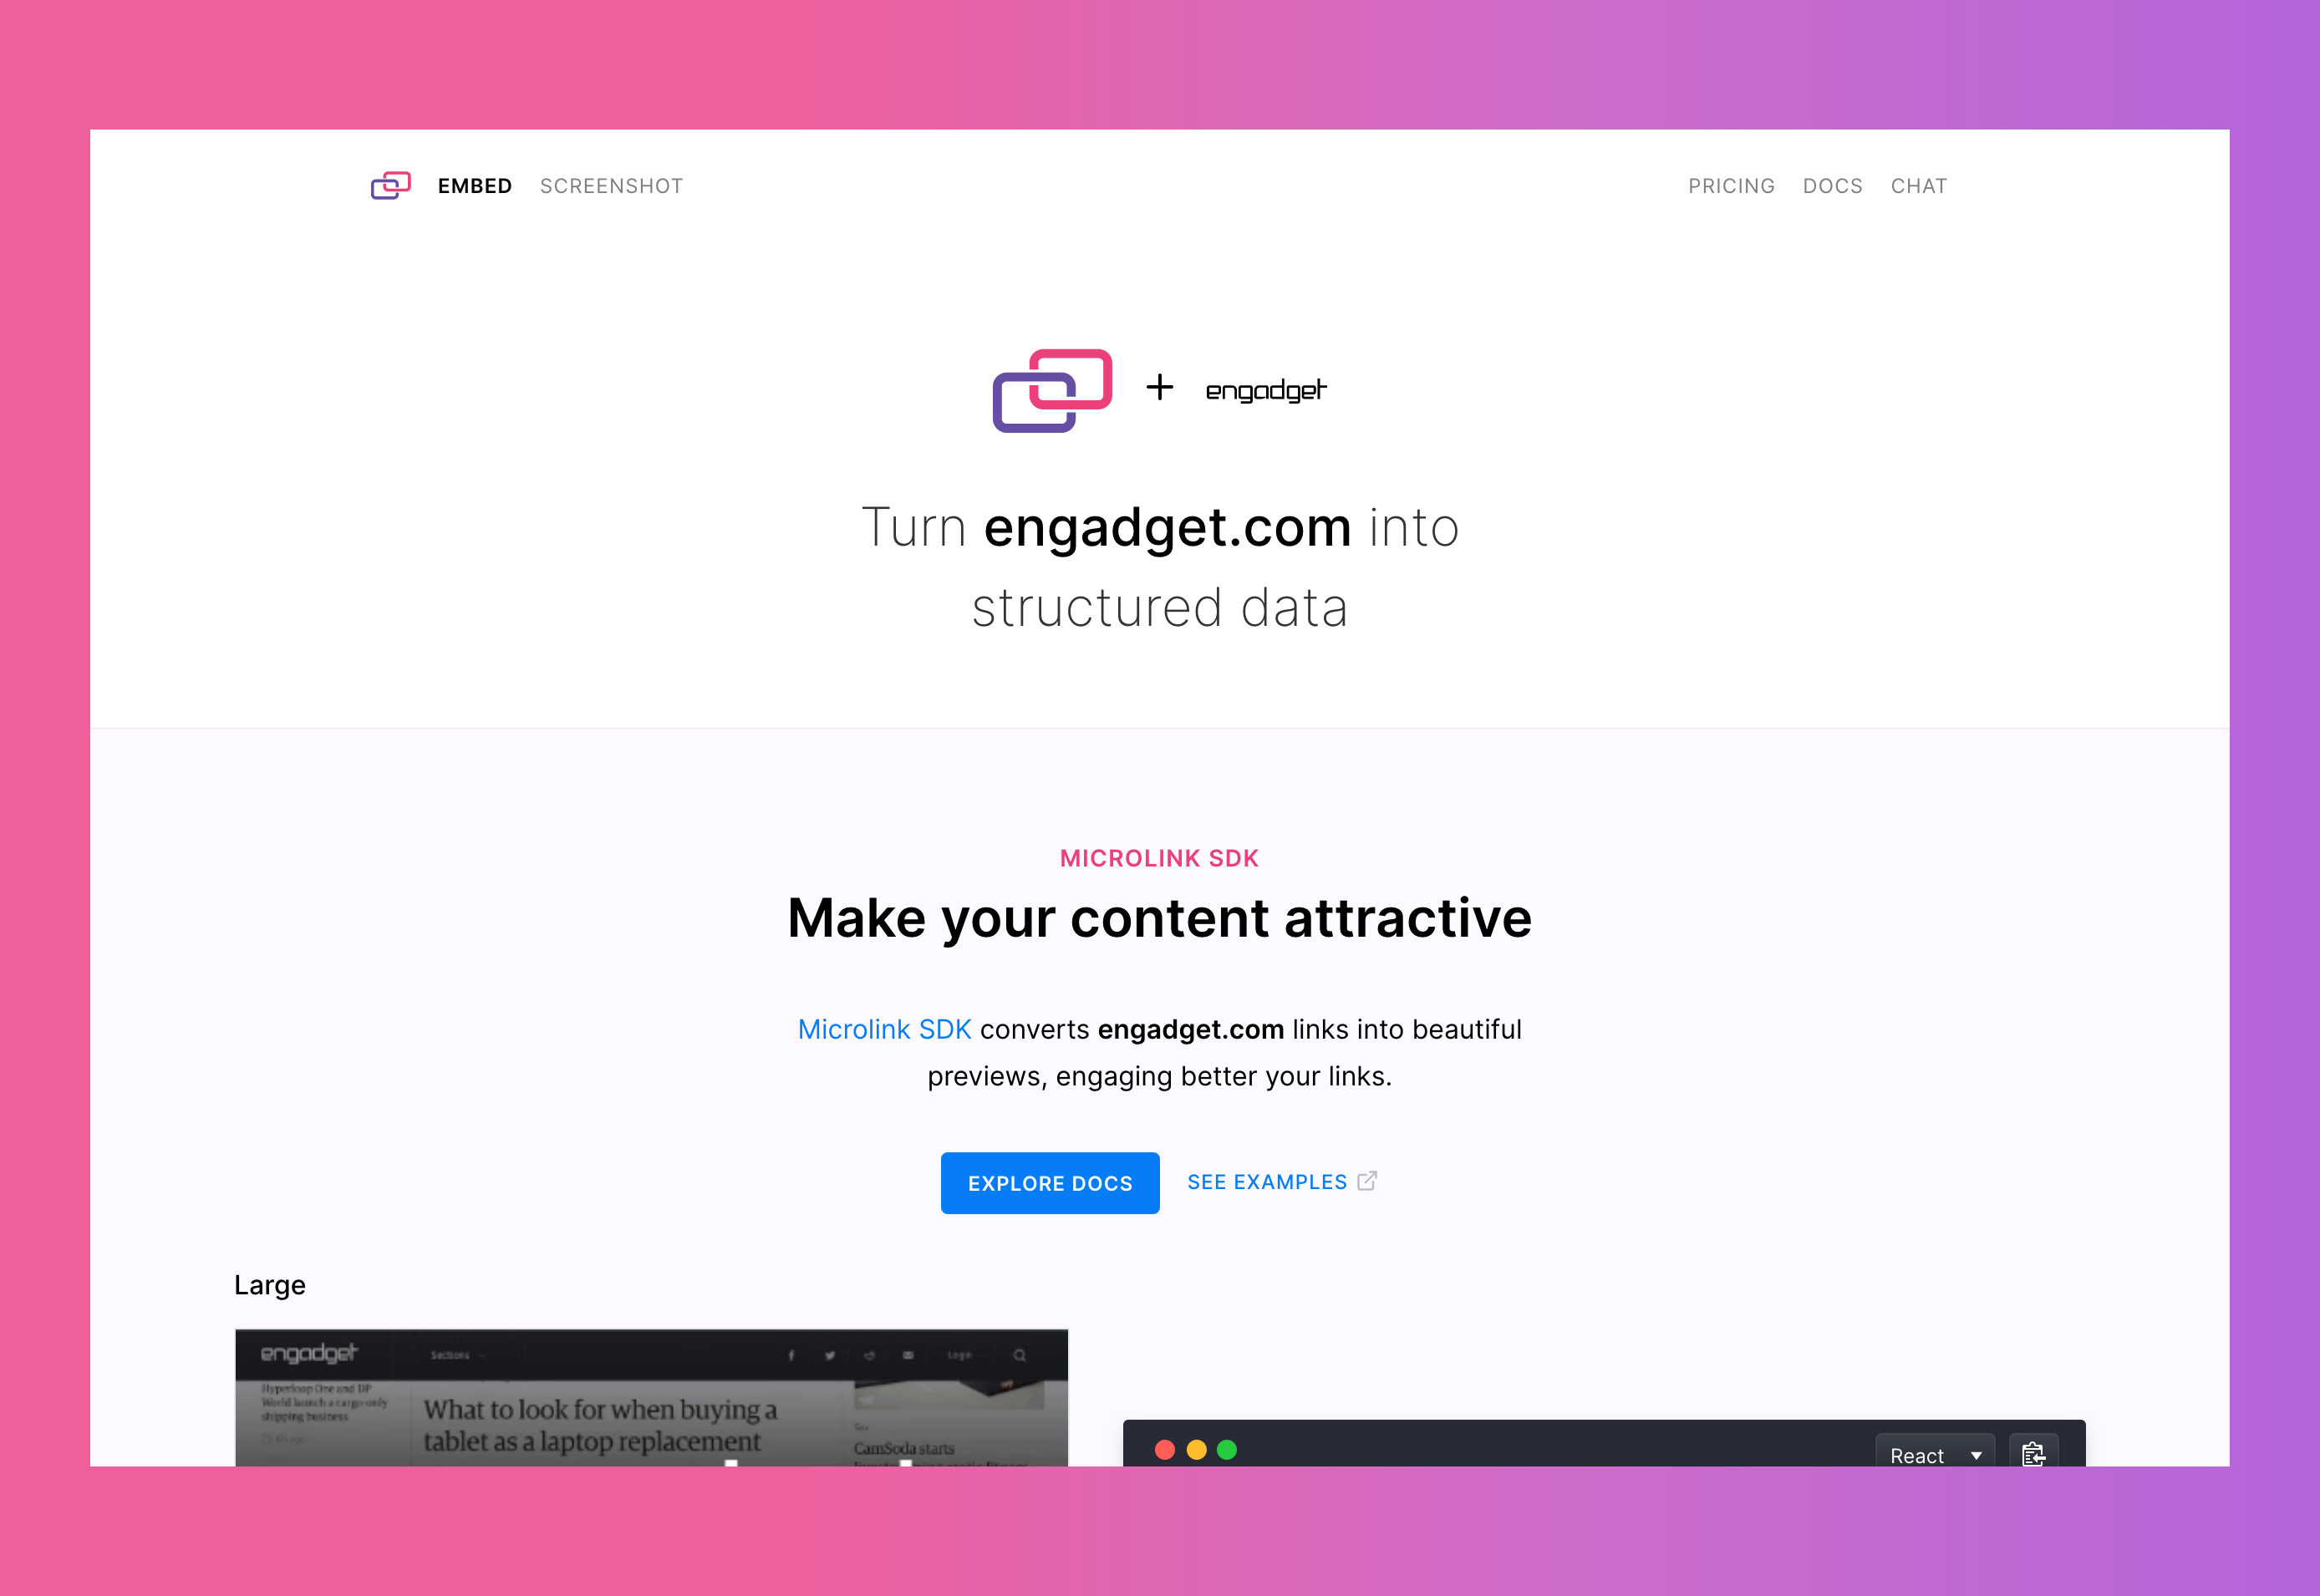 EMBED SCREENSHOT PRICING DOCS CHAT
+ engadget
Turn engadget.com into
structured data
MICROLINK SDK
Make your content attractive
Microlink SDK converts engadget.com links into beautiful
previews, engaging better your links.
EXPLORE DOCS SEE EXAMPLES
Large
engadget Sections Login
Hyperloop One and DP
World launch a cargo-only
shipping business
What to look for when buying a
tablet as a laptop replacement
CamSoda starts
React